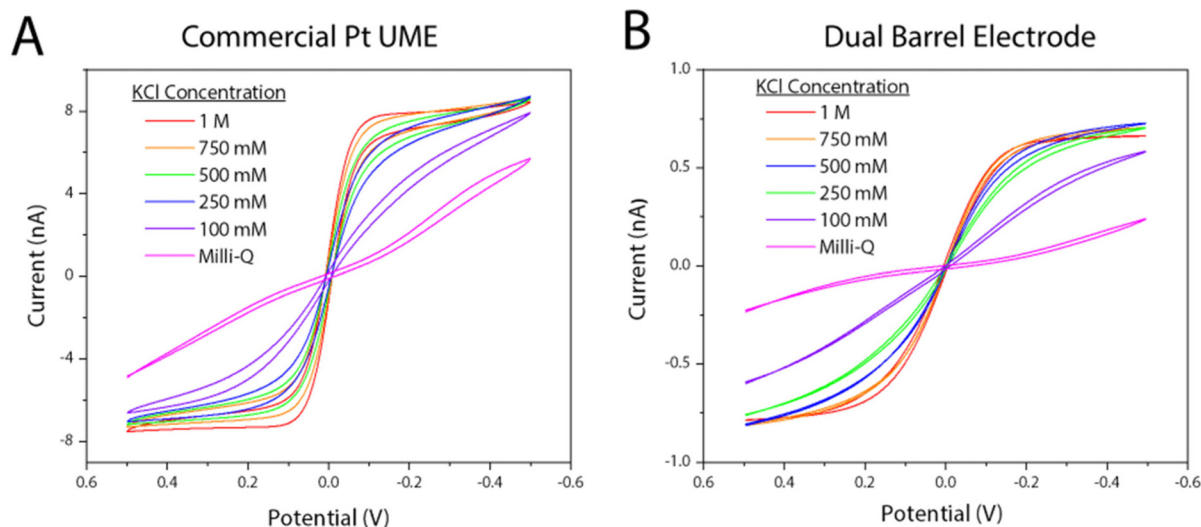 A
Commercial Pt UME
KCl Concentration
1 M
750 mM
500 mM
250 mM
100 mM
Milli-Q
8
4
0
-4
-8
Current (nA)
0.6
0.4
0.2
0.0
-0.2
-0.4
-0.6
Potential (V)
B
Dual Barrel Electrode
KCl Concentration
1 M
750 mM
500 mM
250 mM
100 mM
Milli-Q
1.0
0.5
0.0
-0.5
-1.0
Current (nA)
0.6
0.4
0.2
0.0
-0.2
-0.4
-0.6
Potential (V)